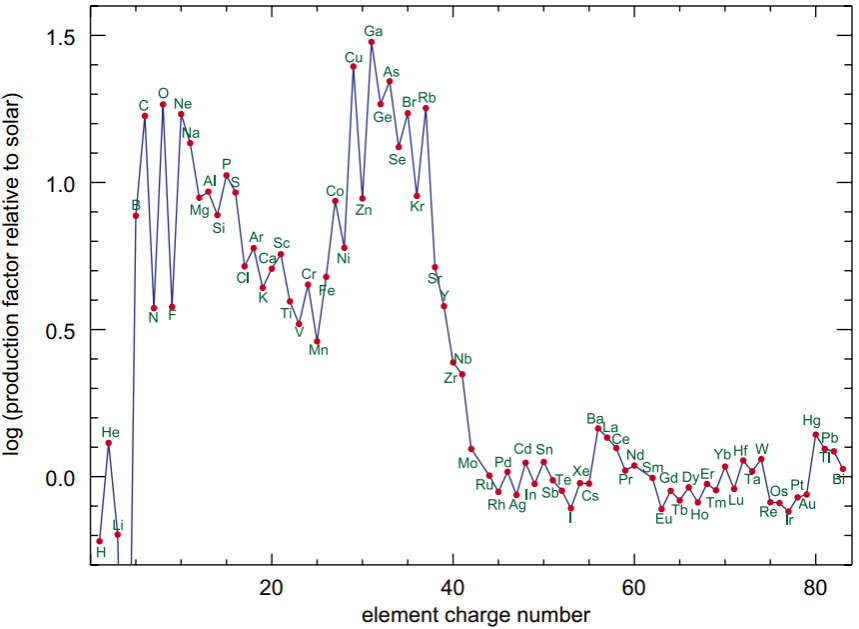 log (production factor relative to solar)
1.5
1.0
0.5
0.0
20
40
60
80
element charge number
H
He
Li
B
C
N
O
F
Ne
Na
Mg
Al
Si
P
S
Cl
Ar
K
Ca
Sc
Ti
V
Cr
Mn
Fe
Co
Ni
Cu
Zn
Ga
Ge
As
Se
Br
Kr
Rb
Sr
Y
Zr
Nb
Mo
Ru
Rh
Pd
Ag
Cd
In
Sn
Sb
Te
I
Xe
Cs
Ba
La
Ce
Pr
Nd
Sm
Eu
Gd
Tb
Dy
Ho
Er
Tm
Yb
Lu
Hf
Ta
W
Re
Os
Ir
Pt
Au
Hg
Tl
Pb
Bi